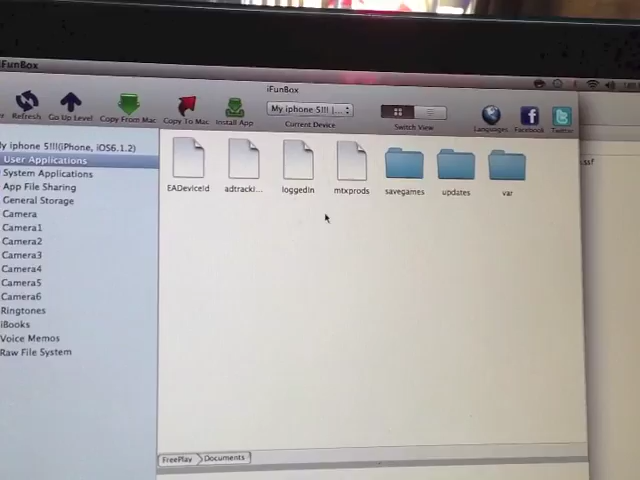 iFunBox
iFunBox
Refresh
Go Up Level
Copy From Mac
Copy To Mac
Install App
My iphone 5!!! |...
Current Device
Switch View
Languages
Facebook
Twitter
y iphone 5!!!(iPhone, iOS6.1.2)
User Applications
System Applications
App File Sharing
General Storage
Camera
Camera1
Camera2
Camera3
Camera4
Camera5
Camera6
Ringtones
iBooks
Voice Memos
Raw File System
EADeviceId
adtracki...
loggedIn
mtxprods
savegames
updates
var
.ssf
FreePlay
Documents